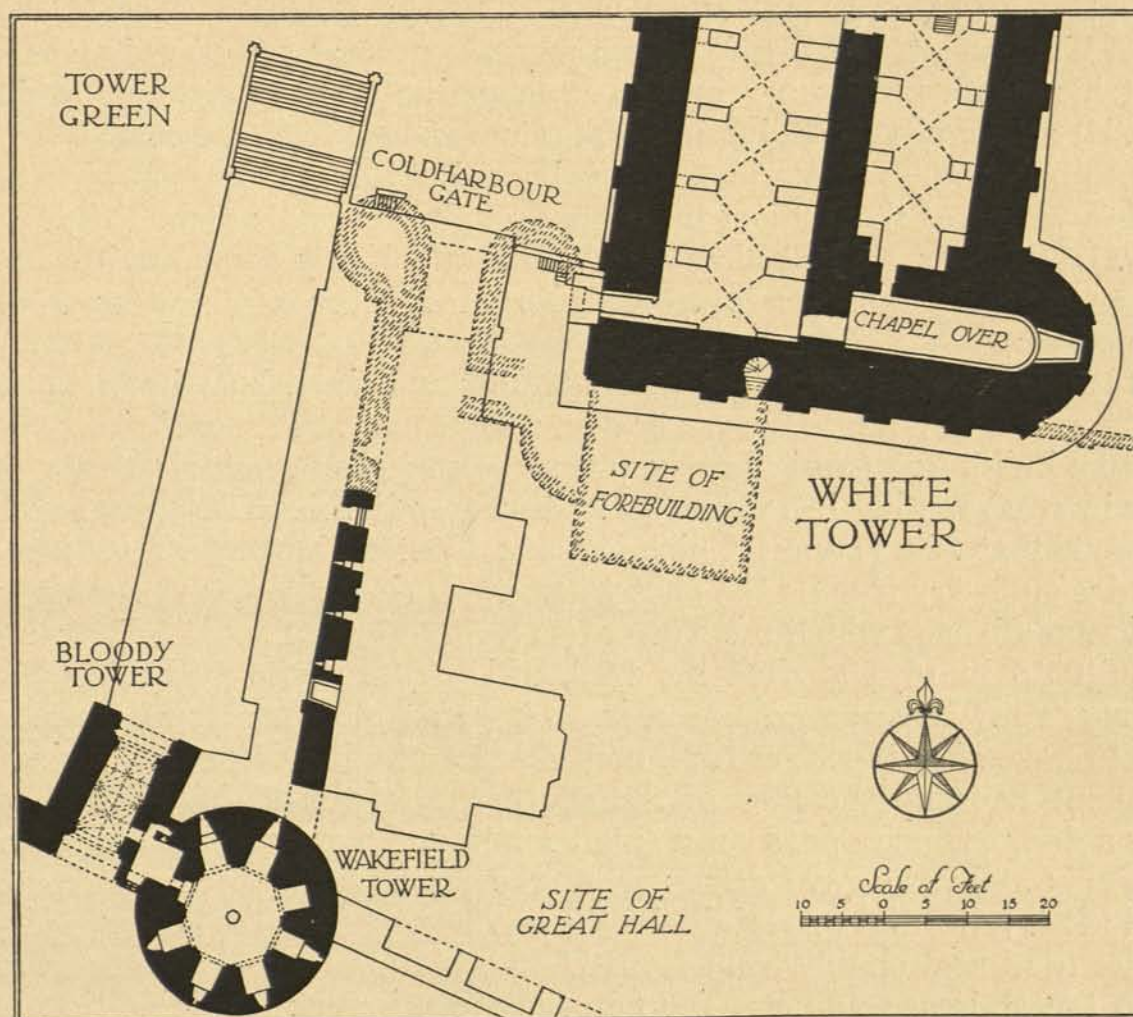 TOWER
GREEN
COLDHARBOUR
GATE
CHAPEL OVER
SITE OF
FOREBUILDING
WHITE
TOWER
BLOODY
TOWER
WAKEFIELD
TOWER
SITE OF
GREAT HALL
Scale of Feet
10 5 0 5 10 15 20